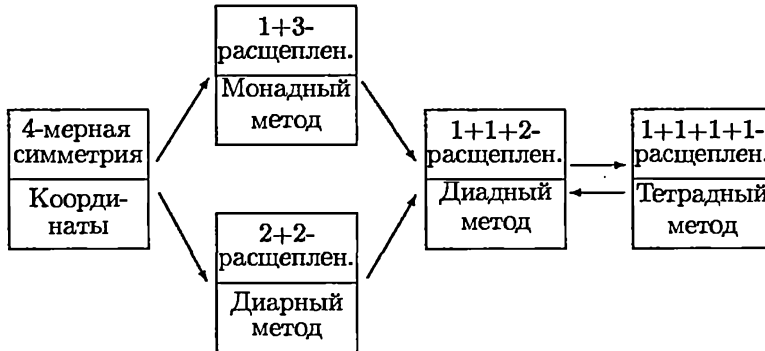 1+3-
расщеплен.
Монадный
метод
4-мерная
симметрия
Коорди-
наты
2+2-
расщеплен.
Диарный
метод
1+1+2-
расщеплен.
Диадный
метод
1+1+1+1-
расщеплен.
Тетрадный
метод